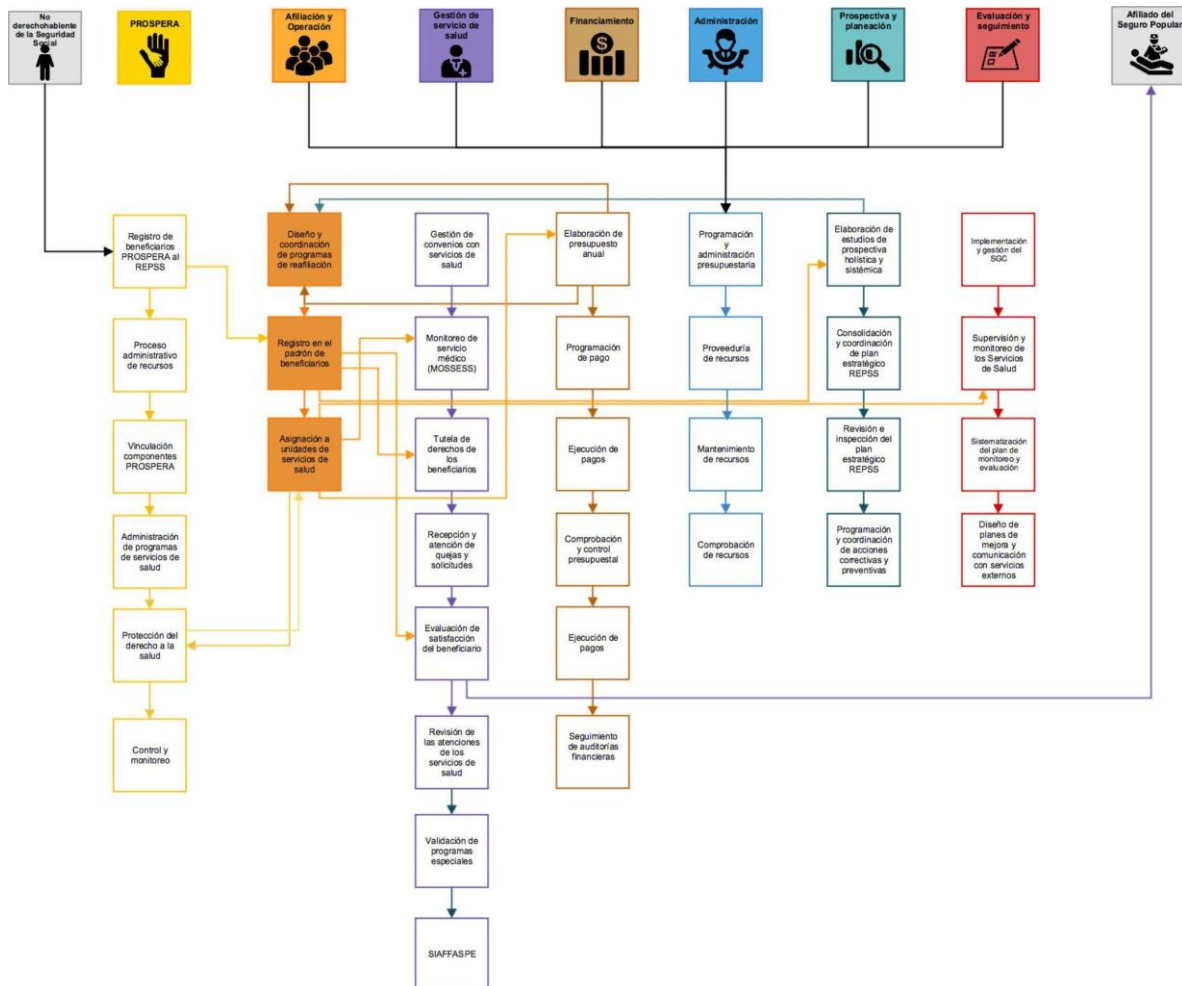 No
derechohabiente
de la Seguridad
Social
PROSPERA
Afiliación y
Operación
Gestión de
servicio de
salud
Financiamiento
Administración
Prospectiva y
planeación
Evaluación y
seguimiento
Afiliado del
Seguro Popular
Registro de
beneficiarios
PROSPERA al
REPSS
Proceso
administrativo
de recursos
Vinculación
componentes
PROSPERA
Administración
de programas
de servicios de
salud
Protección del
derecho a la
salud
Control y
monitoreo
Diseño y
coordinación
de programas
de reafiliación
Registro en el
padrón de
beneficiarios
Asignación a
unidades de
servicios de
salud
Gestión de
convenios con
servicios de
salud
Monitoreo de
servicio
médico
(MOSSESS)
Tutela de
derechos de
los
beneficiarios
Recepción y
atención de
quejas y
solicitudes
Evaluación de
satisfacción
del beneficiario
Revisión de
las atenciones
de los
servicios de
salud
Validación de
programas
especiales
SIAFFASPE
Elaboración de
presupuesto
anual
Programación
de pago
Ejecución de
pagos
Comprobación
y control
presupuestal
Ejecución de
pagos
Seguimiento
de auditorías
financieras
Programación
y
administración
presupuestaria
Proveeduría
de recursos
Mantenimiento
de recursos
Comprobación
de recursos
Elaboración de
estudios de
prospectiva
holística y
sistémica
Consolidación
y coordinación
de plan
estratégico
REPSS
Revisión e
inspección del
plan
estratégico
REPSS
Programación
y coordinación
de acciones
correctivas y
preventivas
Implementación
y gestión del
SGC
Supervisión y
monitoreo de
los Servicios
de Salud
Sistematización
del plan de
monitoreo y
evaluación
Diseño de
planes de
mejora y
comunicación
con servicios
externos